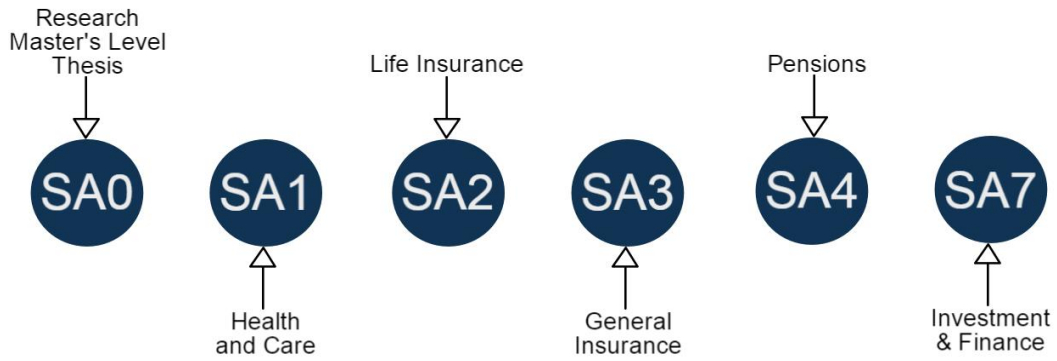 Research
Master's Level
Thesis
Life Insurance
Pensions
SA0
SA1
SA2
SA3
SA4
SA7
Health
and Care
General
Insurance
Investment
& Finance